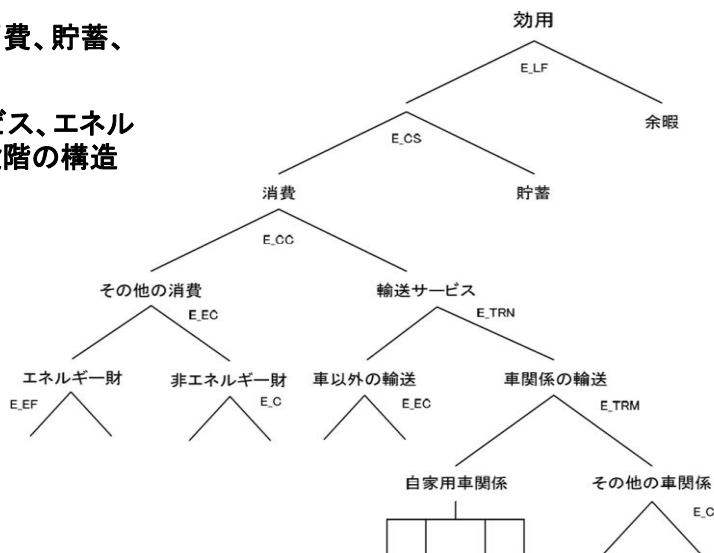 費、貯蓄、
ビス、エネル
階の構造
効用
E_LF
余暇
E_CS
消費
貯蓄
E_CC
その他の消費
輸送サービス
E_EC
E_TRN
エネルギー財
非エネルギー財
車以外の輸送
車関係の輸送
E_EF
E_C
E_EC
E_TRM
自家用車関係
その他の車関係
E_C